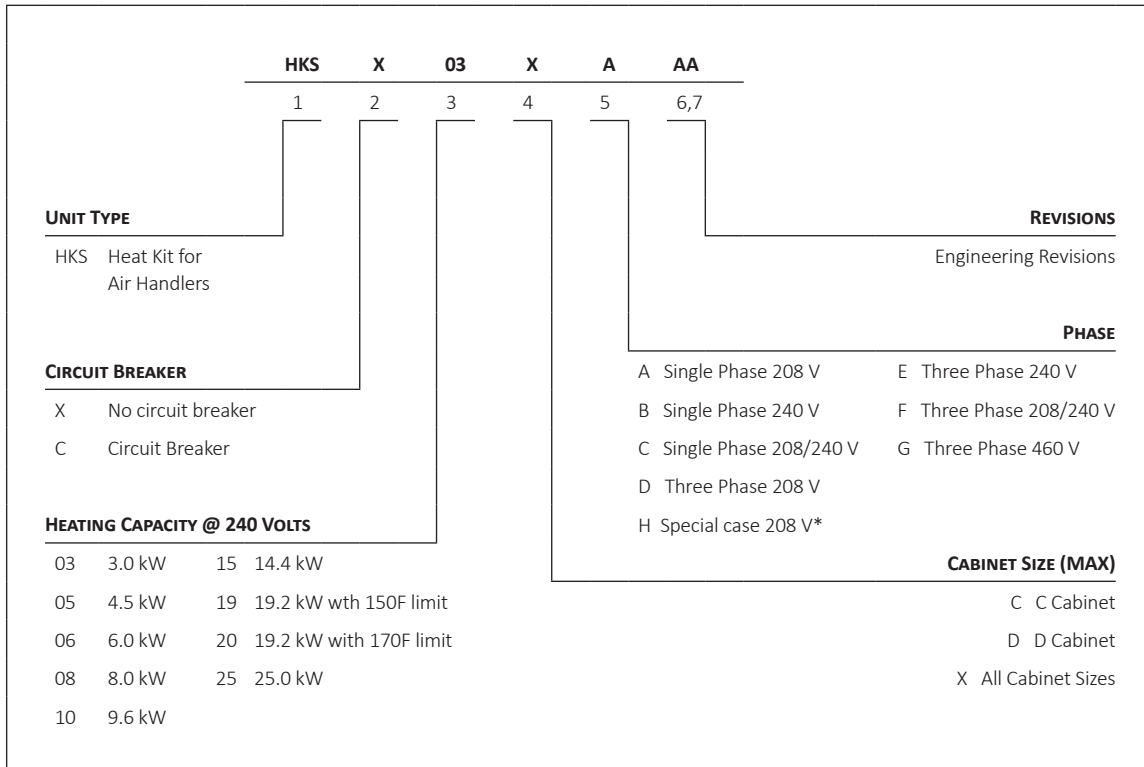 HKS X 03 X A AA
1 2 3 4 5 6,7
UNIT TYPE
HKS Heat Kit for
Air Handlers
REVISIONS
Engineering Revisions
CIRCUIT BREAKER
X No circuit breaker
C Circuit Breaker
PHASE
A Single Phase 208 V E Three Phase 240 V
B Single Phase 240 V F Three Phase 208/240 V
C Single Phase 208/240 V G Three Phase 460 V
D Three Phase 208 V
H Special case 208 V*
HEATING CAPACITY @ 240 VOLTS
03 3.0 kW 15 14.4 kW
05 4.5 kW 19 19.2 kW wth 150F limit
06 6.0 kW 20 19.2 kW with 170F limit
08 8.0 kW 25 25.0 kW
10 9.6 kW
CABINET SIZE (MAX)
C C Cabinet
D D Cabinet
X All Cabinet Sizes